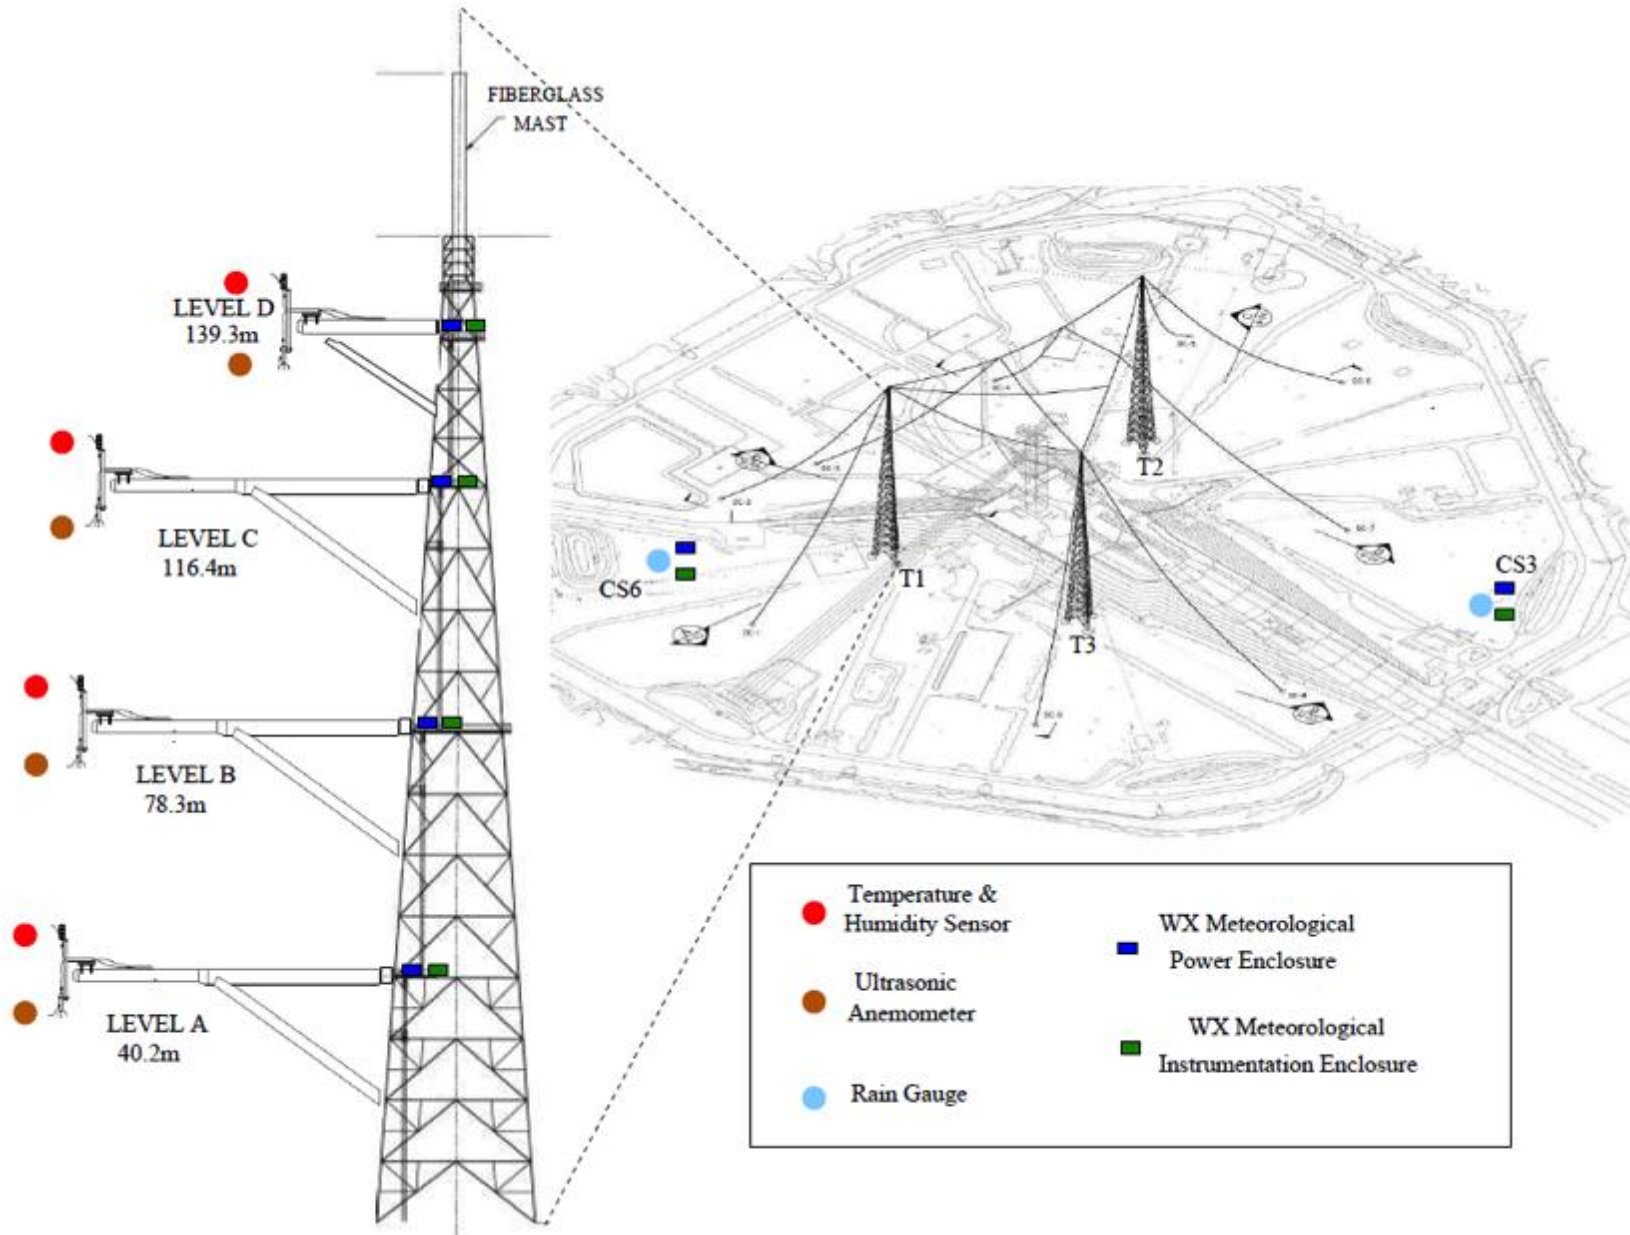 FIBERGLASS
MAST
LEVEL D
139.3m
LEVEL C
116.4m
LEVEL B
78.3m
LEVEL A
40.2m
T2
T1
T3
CS6
CS3
Temperature &
Humidity Sensor
Ultrasonic
Anemometer
Rain Gauge
WX Meteorological
Power Enclosure
WX Meteorological
Instrumentation Enclosure